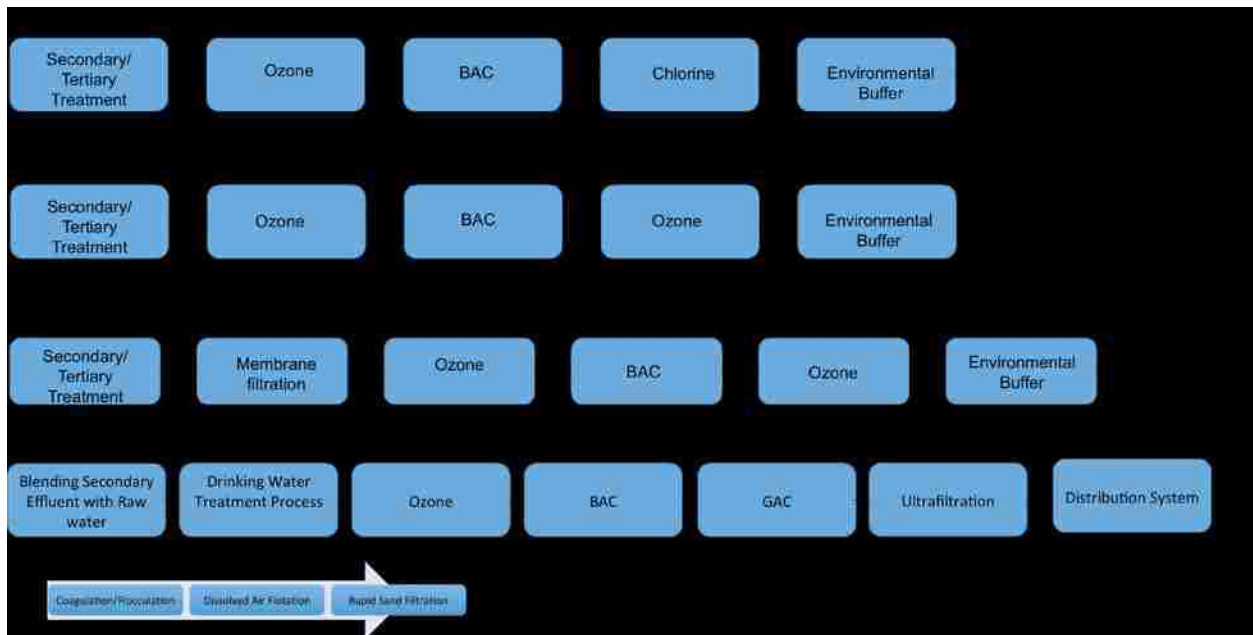 Secondary/
Tertiary
Treatment
Ozone
BAC
Chlorine
Environmental
Buffer
Secondary/
Tertiary
Treatment
Ozone
BAC
Ozone
Environmental
Buffer
Secondary/
Tertiary
Treatment
Membrane
filtration
Ozone
BAC
Ozone
Environmental
Buffer
Blending Secondary
Effluent with Raw
water
Drinking Water
Treatment Process
Ozone
BAC
GAC
Ultrafiltration
Distribution System
Coagulation/Flocculation
Dissolved Air Flotation
Rapid Sand Filtration